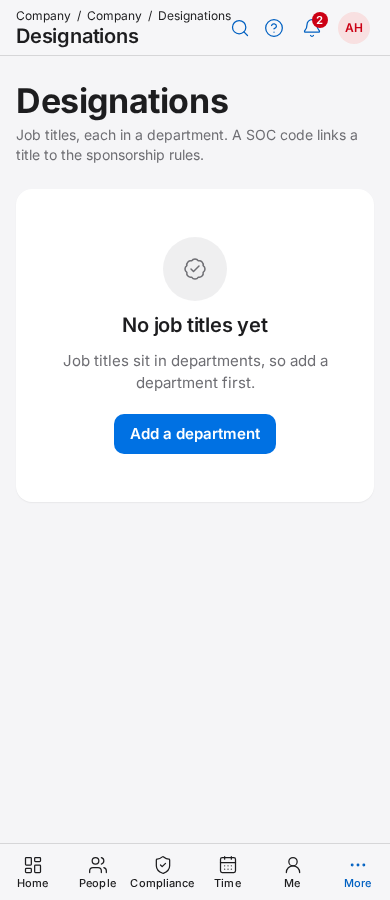 Company / Company / Designations
Designations
2
AH
Designations
Job titles, each in a department. A SOC code links a
title to the sponsorship rules.
No job titles yet
Job titles sit in departments, so add a
department first.
Add a department
Home
People
Compliance
Time
Me
More